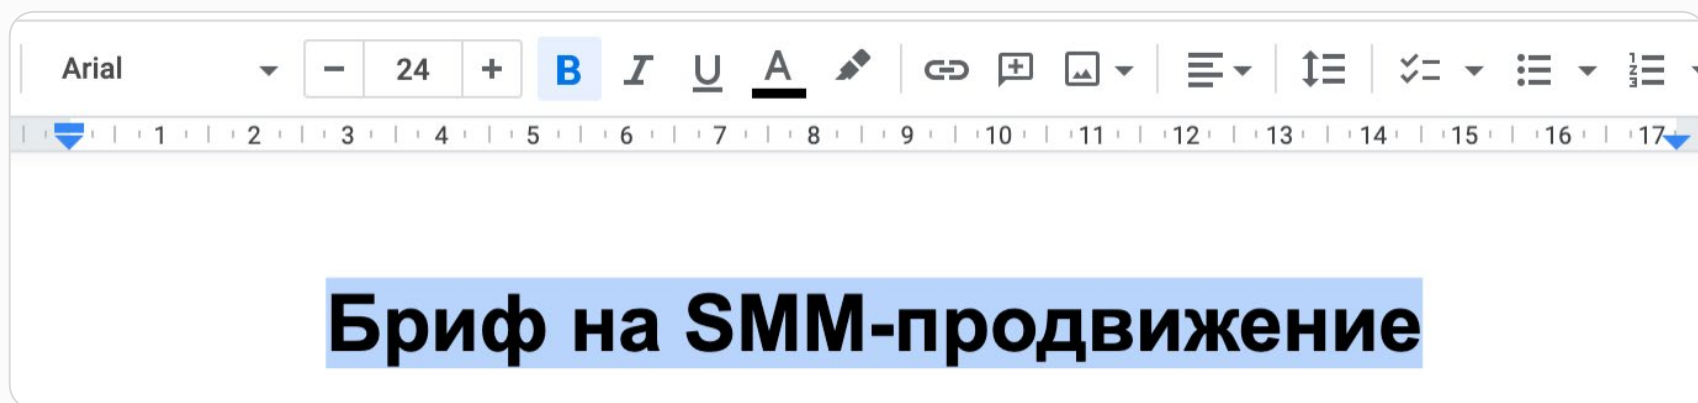 Arial 24 B I U A
1 2 3 4 5 6 7 8 9 10 11 12 13 14 15 16 17
Бриф на SMM-продвижение